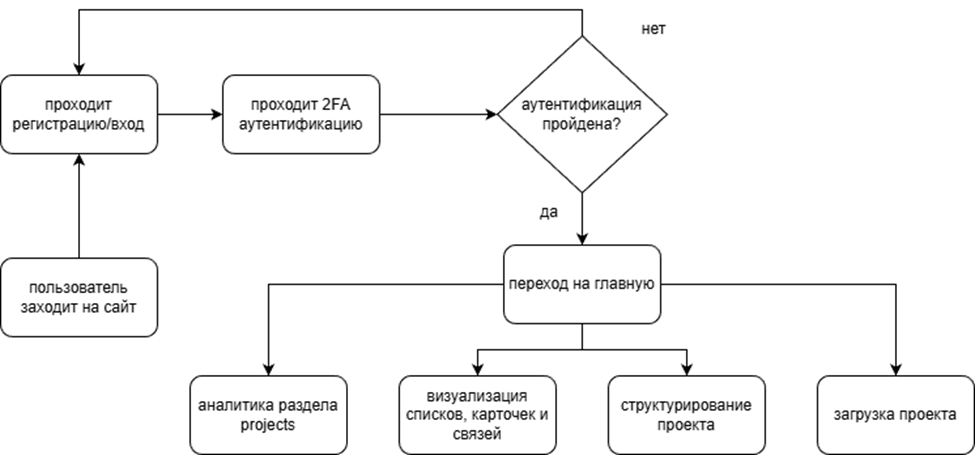 нет
проходит
регистрацию/вход
проходит 2FA
аутентификацию
аутентификация
пройдена?
да
пользователь
заходит на сайт
переход на главную
аналитика раздела
projects
визуализация
списков, карточек и
связей
структурирование
проекта
загрузка проекта